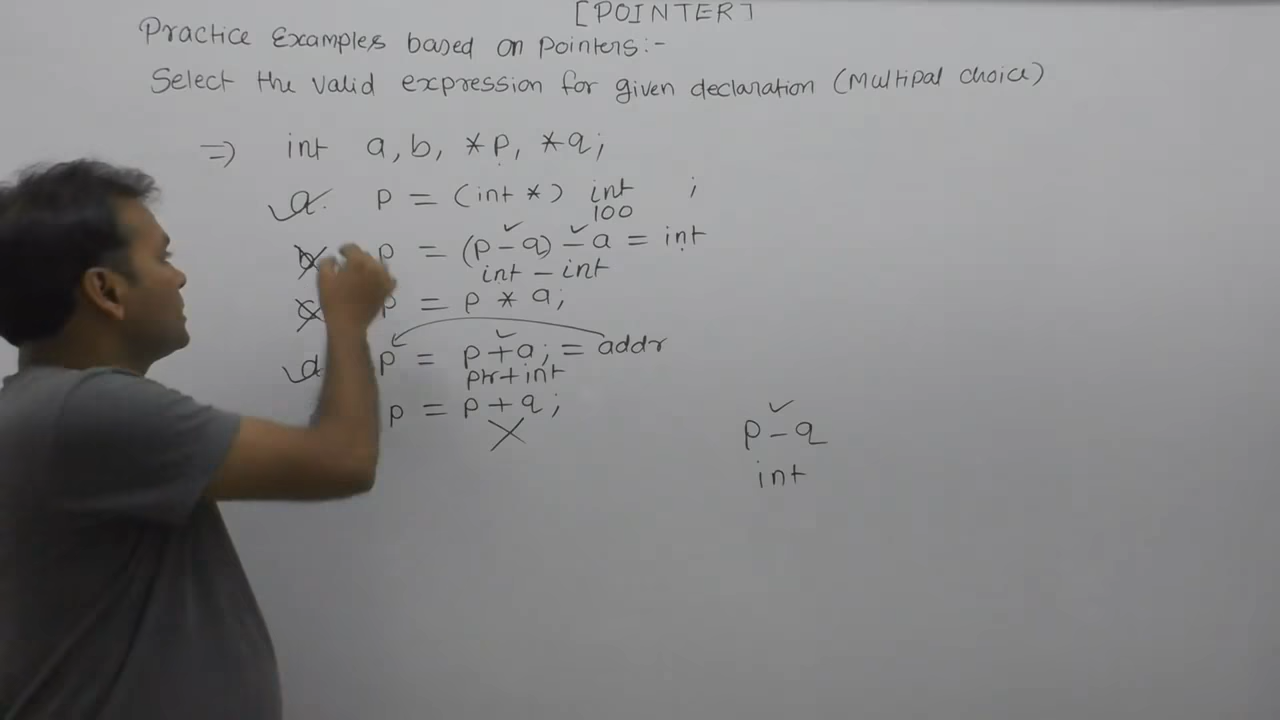 [POINTER]
Practice Examples based on Pointers:-
Select the valid expression for given declaration (Multipal choice)
=> int a, b, *p, *q;
a. p = (int *) int ;
100
b p = (p - q) - a = int
int - int
c p = p * a;
d p = p + a; = addr
ptr + int
p = p + q;
p - q
int